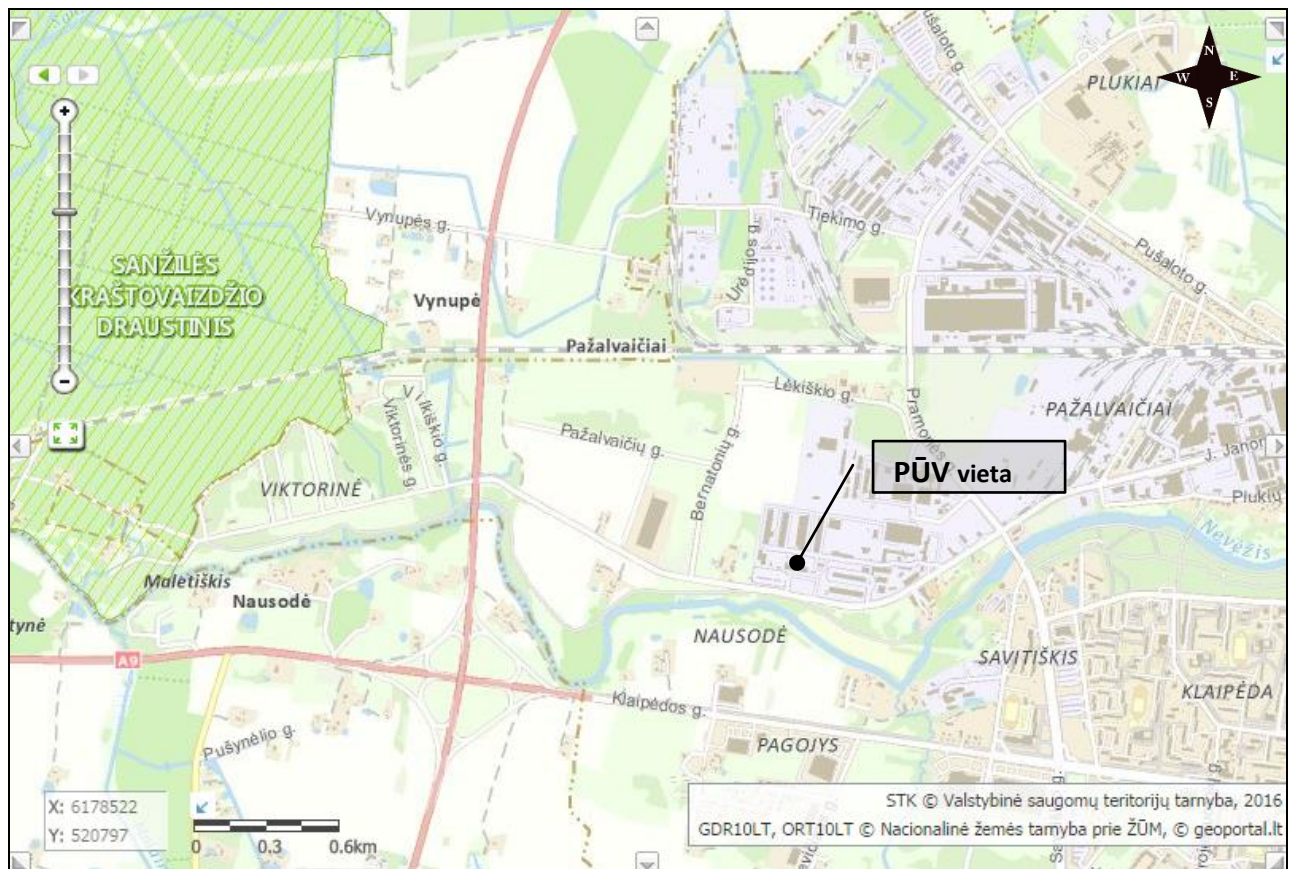 Pušaloto g.
N
W E
S
PLUKIAI
Vynupės g.
Tiekimo g.
Urėdijos g.
Pušaloto g.
SANŽILĖS
KRAŠTOVAIZDŽIO
DRAUSTINIS
Vynupė
Pažalvaičiai
Lėkiškio g.
Pramonės
PAŽALVAIČIAI
Viktorinės g.
Pažalvaičių g.
Bernatonių g.
PŪV vieta
J. Janon
VIKTORINĖ
Plukių
Nevėžis
Maletiškis
Nausodė
tynė
NAUSODĖ
SAVITIŠKIS
A9
KLAIPĖDA
Klaipėdos g.
Pušynėlio g.
PAGOJYS
X: 6178522
Y: 520797
0 0.3 0.6km
STK © Valstybinė saugomų teritorijų tarnyba, 2016
GDR10LT, ORT10LT © Nacionalinė žemės tarnyba prie ŽŪM, © geoportal.lt